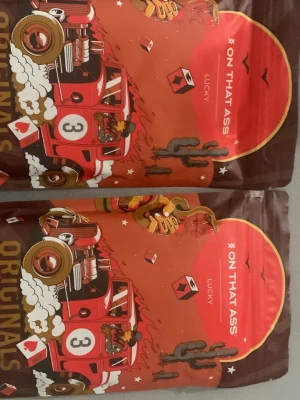 ON THAT ASS
LUCKY
3
ORIGINALS
ON THAT ASS
LUCKY
3
ORIGINALS